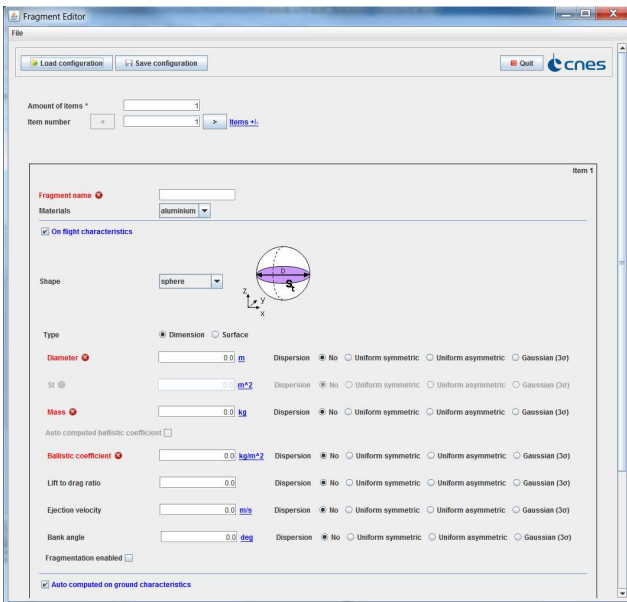 Fragment Editor
File
Load configuration Save configuration Quit cnes
Amount of items * 1
Item number < 1 > Items +/-
Item 1
Fragment name
Materials aluminium
On flight characteristics
Shape sphere D St z y x
Type Dimension Surface
Diameter 0.0 m Dispersion No Uniform symmetric Uniform asymmetric Gaussian (3σ)
St 0.0 m^2 Dispersion No Uniform symmetric Uniform asymmetric Gaussian (3σ)
Mass 0.0 kg Dispersion No Uniform symmetric Uniform asymmetric Gaussian (3σ)
Auto computed ballistic coefficient
Ballistic coefficient 0.0 kg/m^2 Dispersion No Uniform symmetric Uniform asymmetric Gaussian (3σ)
Lift to drag ratio 0.0 Dispersion No Uniform symmetric Uniform asymmetric Gaussian (3σ)
Ejection velocity 0.0 m/s Dispersion No Uniform symmetric Uniform asymmetric Gaussian (3σ)
Bank angle 0.0 deg Dispersion No Uniform symmetric Uniform asymmetric Gaussian (3σ)
Fragmentation enabled
Auto computed on ground characteristics